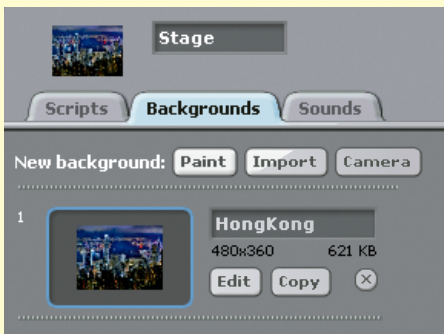 Stage
Scripts Backgrounds Sounds
New background: Paint Import Camera
1
HongKong
480x360 621 KB
Edit Copy